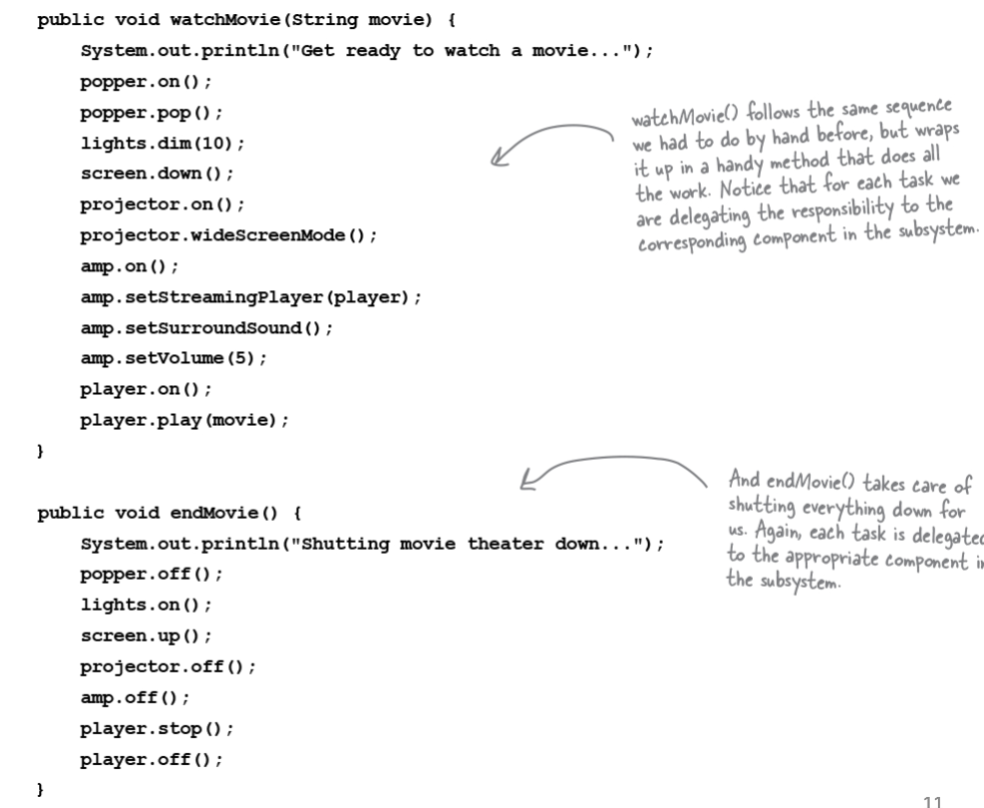 public void watchMovie(String movie) {
System.out.println("Get ready to watch a movie...");
popper.on();
popper.pop();
lights.dim(10);
screen.down();
projector.on();
projector.wideScreenMode();
amp.on();
amp.setStreamingPlayer(player);
amp.setSurroundSound();
amp.setVolume(5);
player.on();
player.play(movie);
}
watchMovie() follows the same sequence
we had to do by hand before, but wraps
it up in a handy method that does all
the work. Notice that for each task we
are delegating the responsibility to the
corresponding component in the subsystem.
public void endMovie() {
System.out.println("Shutting movie theater down...");
popper.off();
lights.on();
screen.up();
projector.off();
amp.off();
player.stop();
player.off();
}
And endMovie() takes care of
shutting everything down for
us. Again, each task is delegated
to the appropriate component in
the subsystem.
11